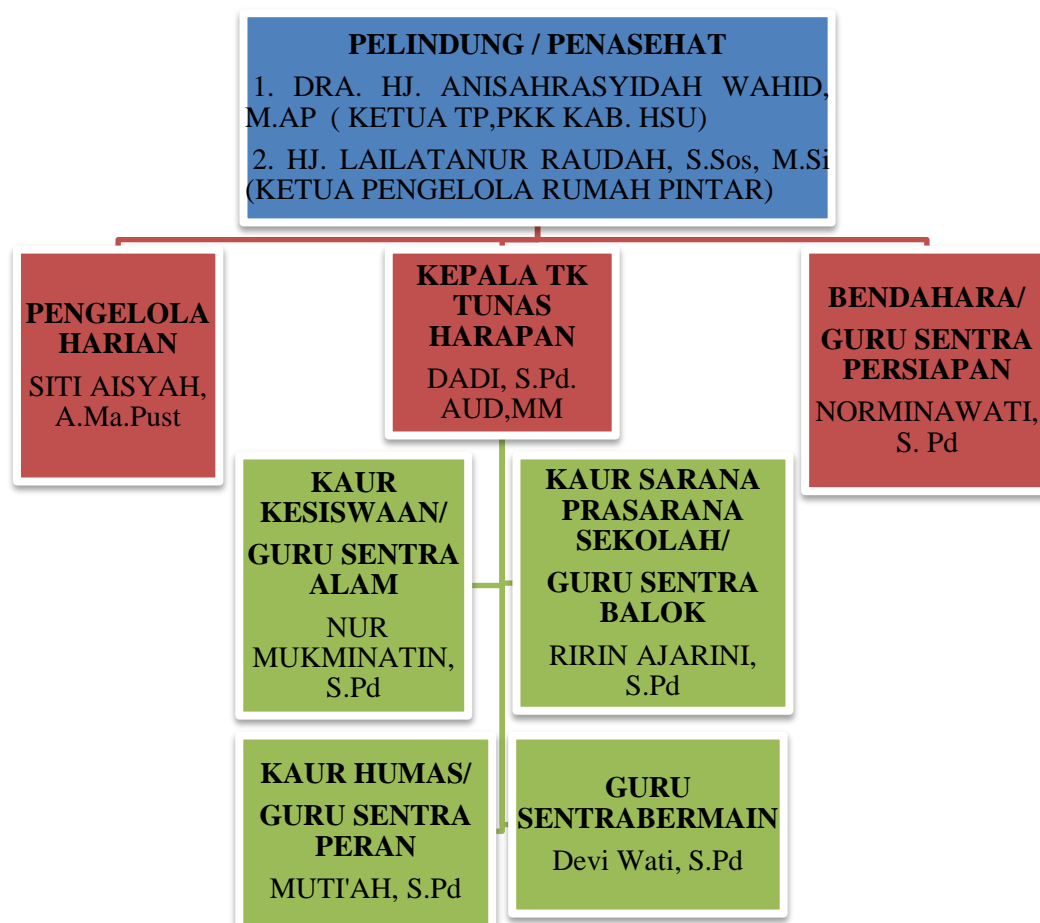 PELINDUNG / PENASEHAT
1. DRA. HJ. ANISAHRASYIDAH WAHID,
M.AP ( KETUA TP,PKK KAB. HSU)
2. HJ. LAILATANUR RAUDAH, S.Sos, M.Si
(KETUA PENGELOLA RUMAH PINTAR)
PENGELOLA
HARIAN
SITI AISYAH,
A.Ma.Pust
KEPALA TK
TUNAS
HARAPAN
DADI, S.Pd.
AUD,MM
BENDAHARA/
GURU SENTRA
PERSIAPAN
NORMINAWATI,
S. Pd
KAUR
KESISWAAN/
GURU SENTRA
ALAM
NUR
MUKMINATIN,
S.Pd
KAUR SARANA
PRASARANA
SEKOLAH/
GURU SENTRA
BALOK
RIRIN AJARINI,
S.Pd
KAUR HUMAS/
GURU SENTRA
PERAN
MUTI'AH, S.Pd
GURU
SENTRABERMAIN
Devi Wati, S.Pd